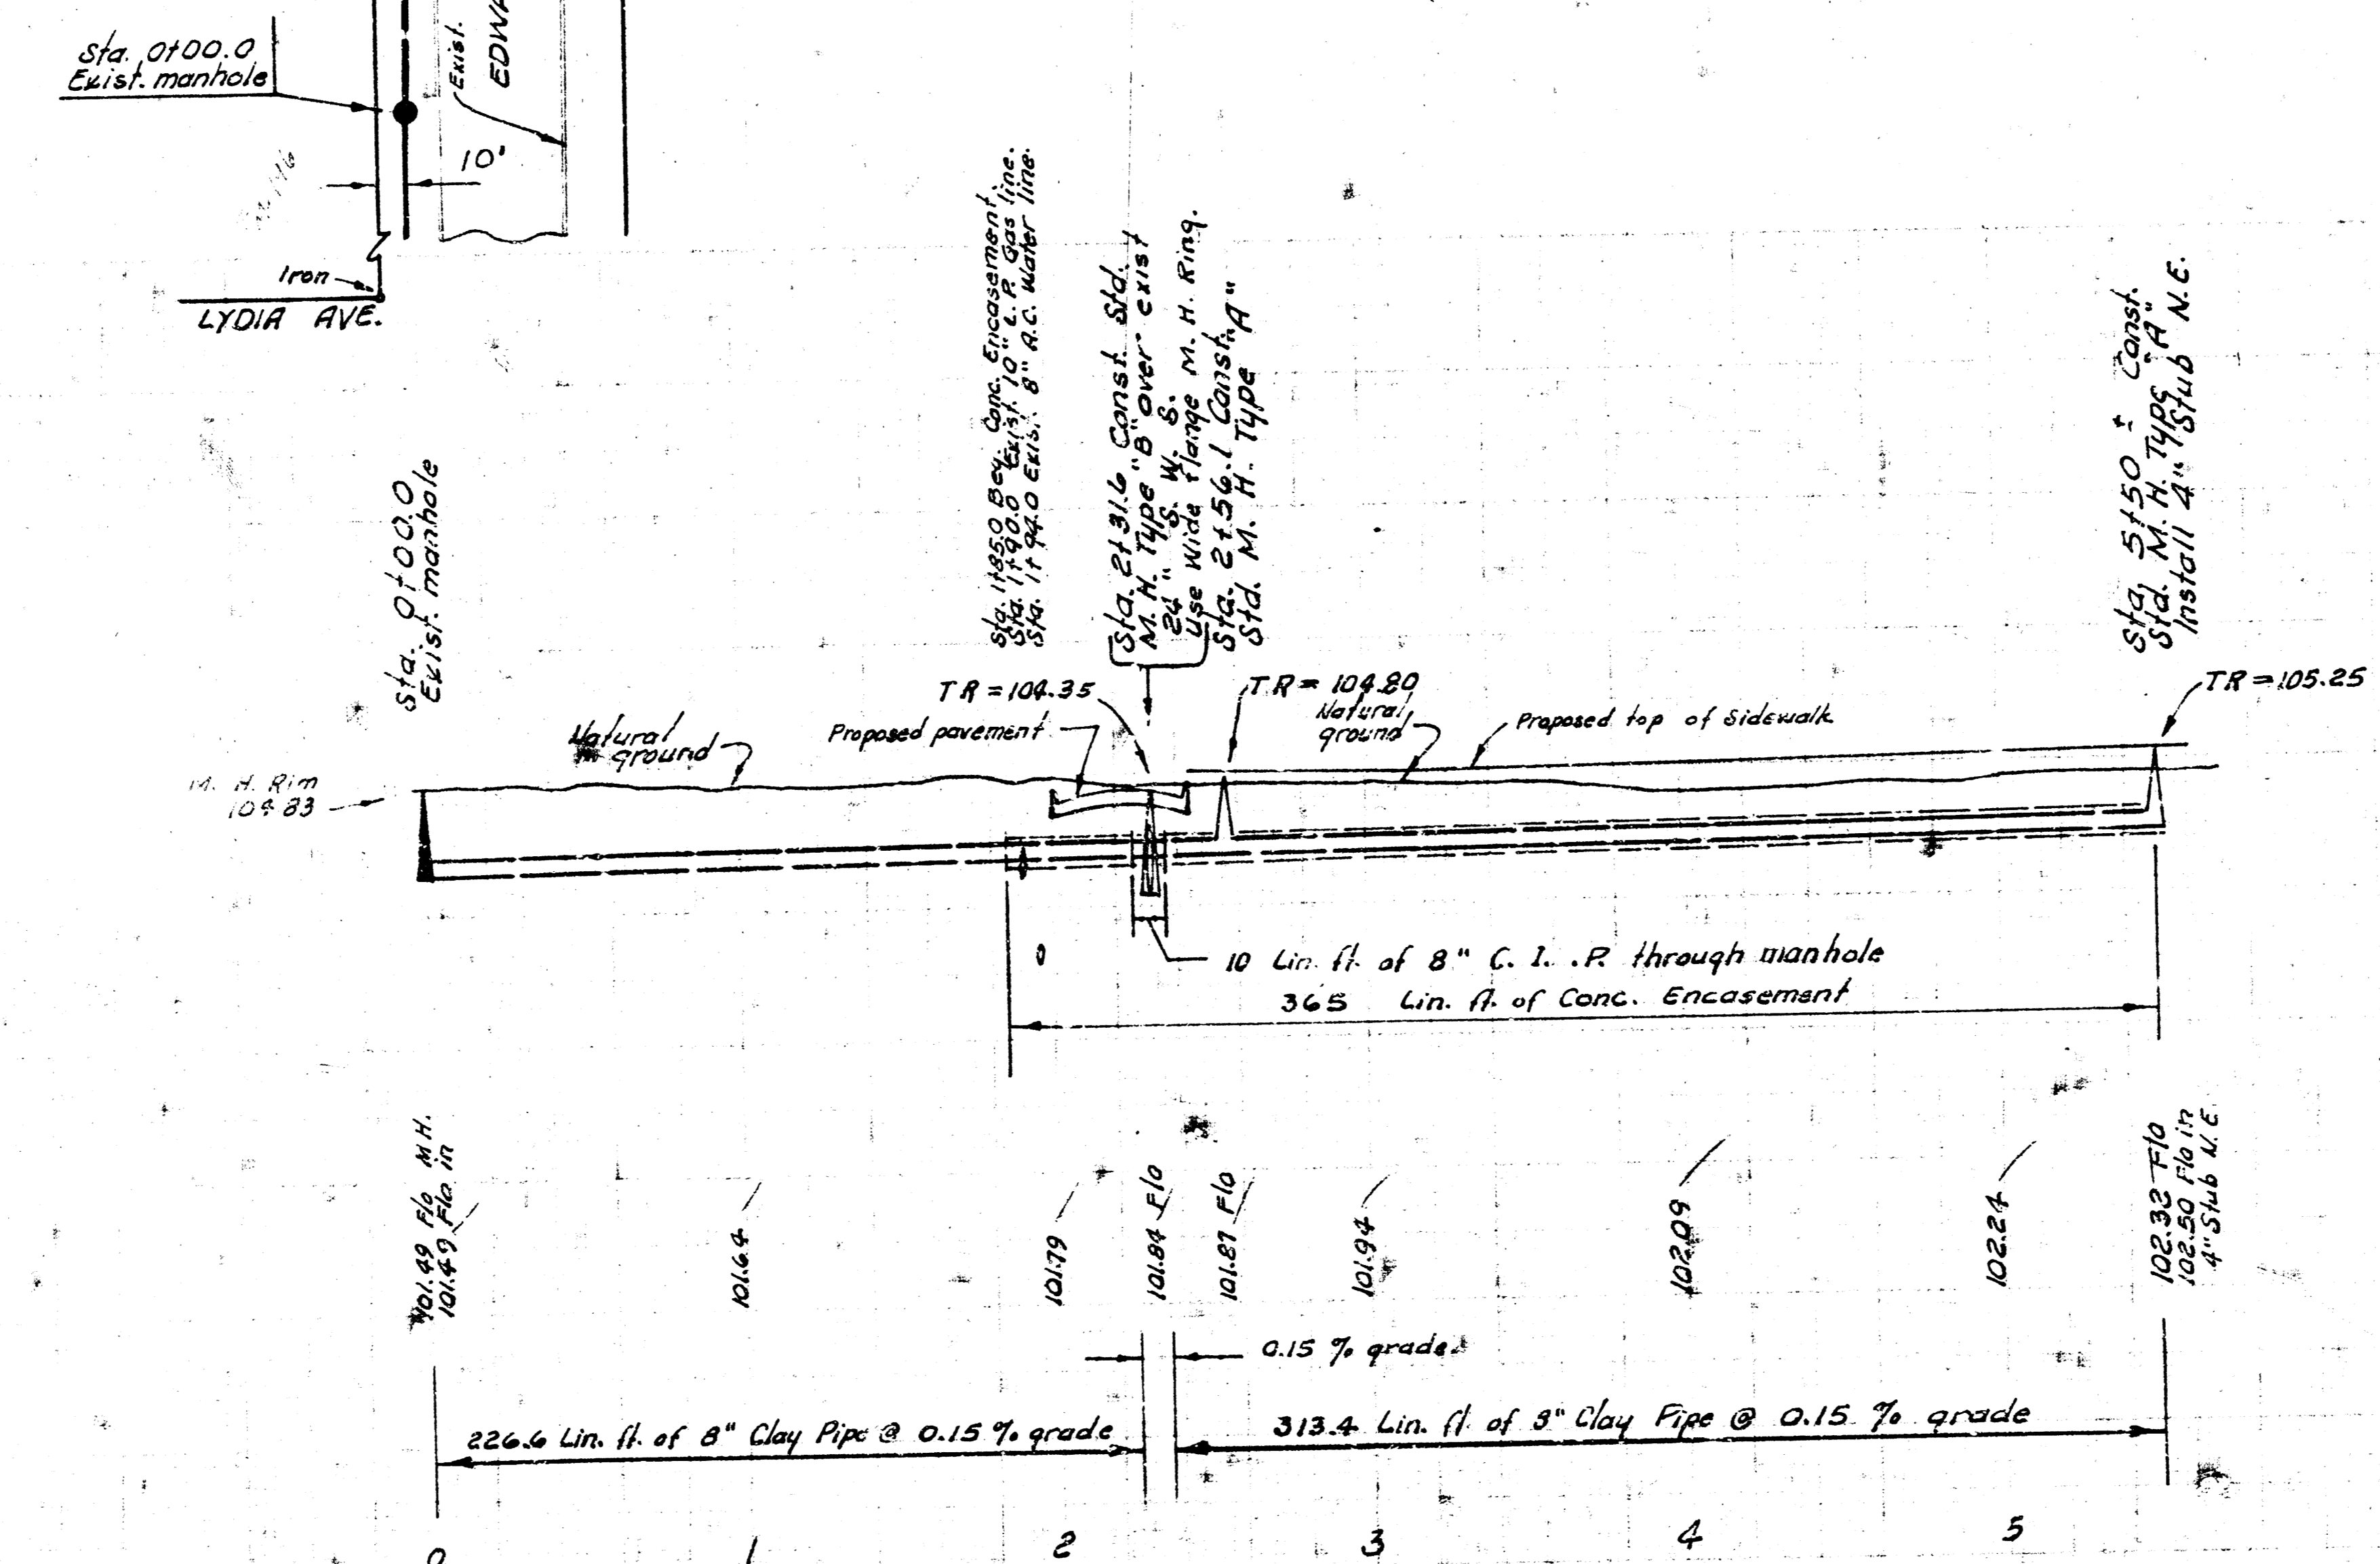 Sta. 0+00.0
Exist. manhole
Exist.
10'
Iron
LYDIA AVE.
Sta. 0+00.0
Exist. manhole
Sta. 1+85.0 Beg. Conc. Encasement
Sta. 1+90.0 Exist. 10" L.P. Gas line.
Sta. 1+94.0 Exist. 8" A.C. Water line.
Sta. 2+31.6 Const. Std.
M. H. Type "B" over exist
24" S. W. S.
Use Wide flange M. H. Ring.
Sta. 2+56.1 Const.
Std. M. H. Type "A"
Sta. 5+50 ± Const.
Std. M. H. Type "A"
Install 4" Stub N.E.
TR = 104.35
TR = 104.80
TR = 105.25
Natural
ground
Proposed pavement
Natural
ground
Proposed top of Sidewalk
M. H. Rim
104.83
10 Lin. ft. of 8" C. I. P. through manhole
365 Lin. ft. of Conc. Encasement
101.49 Flo M H.
101.49 Flo in
101.64
101.79
101.84 Flo
101.87 Flo
101.94
102.09
102.24
102.32 Flo
102.50 Flo in
4" Stub N.E
0.15 % grade
226.6 Lin. ft. of 8" Clay Pipe @ 0.15 % grade
313.4 Lin. ft. of 8" Clay Pipe @ 0.15 % grade
0 1 2 3 4 5